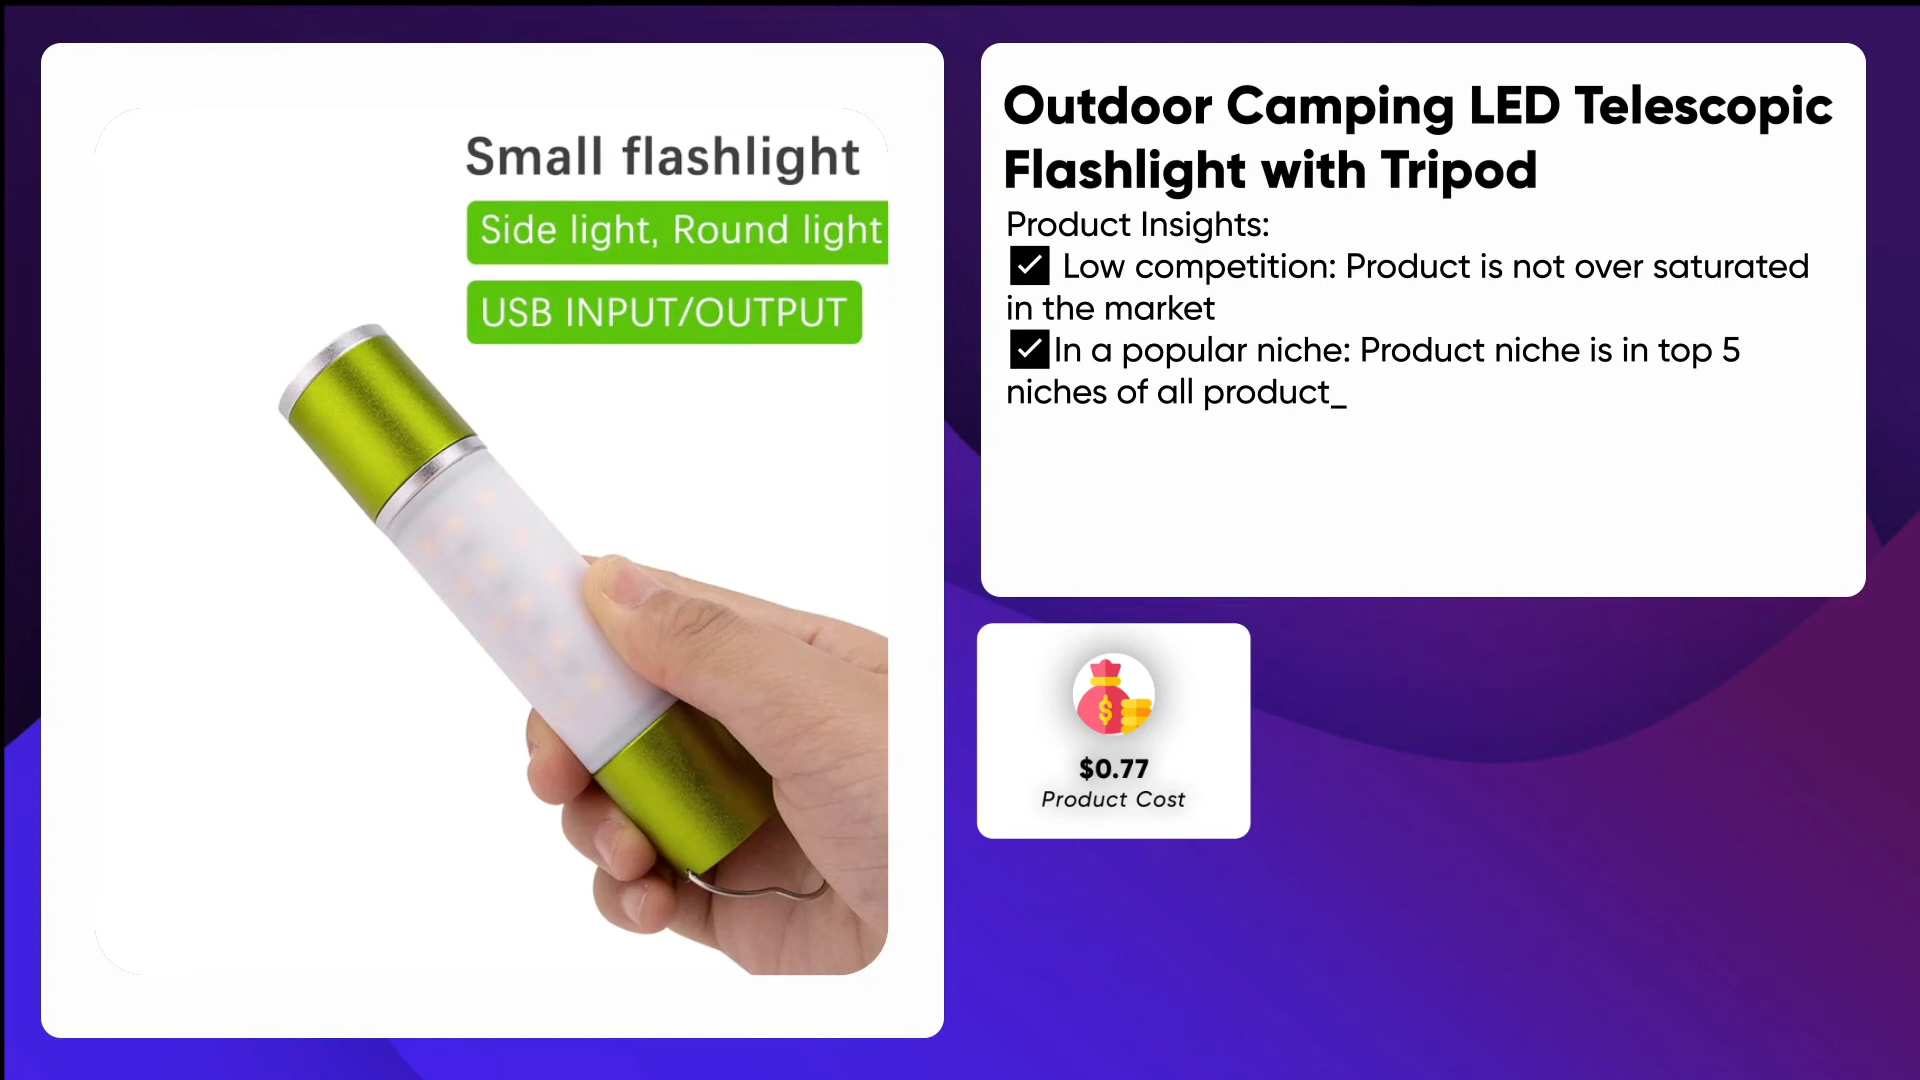 Small flashlight
Side light, Round light
USB INPUT/OUTPUT
Outdoor Camping LED Telescopic
Flashlight with Tripod
Product Insights:
✅ Low competition: Product is not over saturated
in the market
✅In a popular niche: Product niche is in top 5
niches of all product_
$0.77
Product Cost